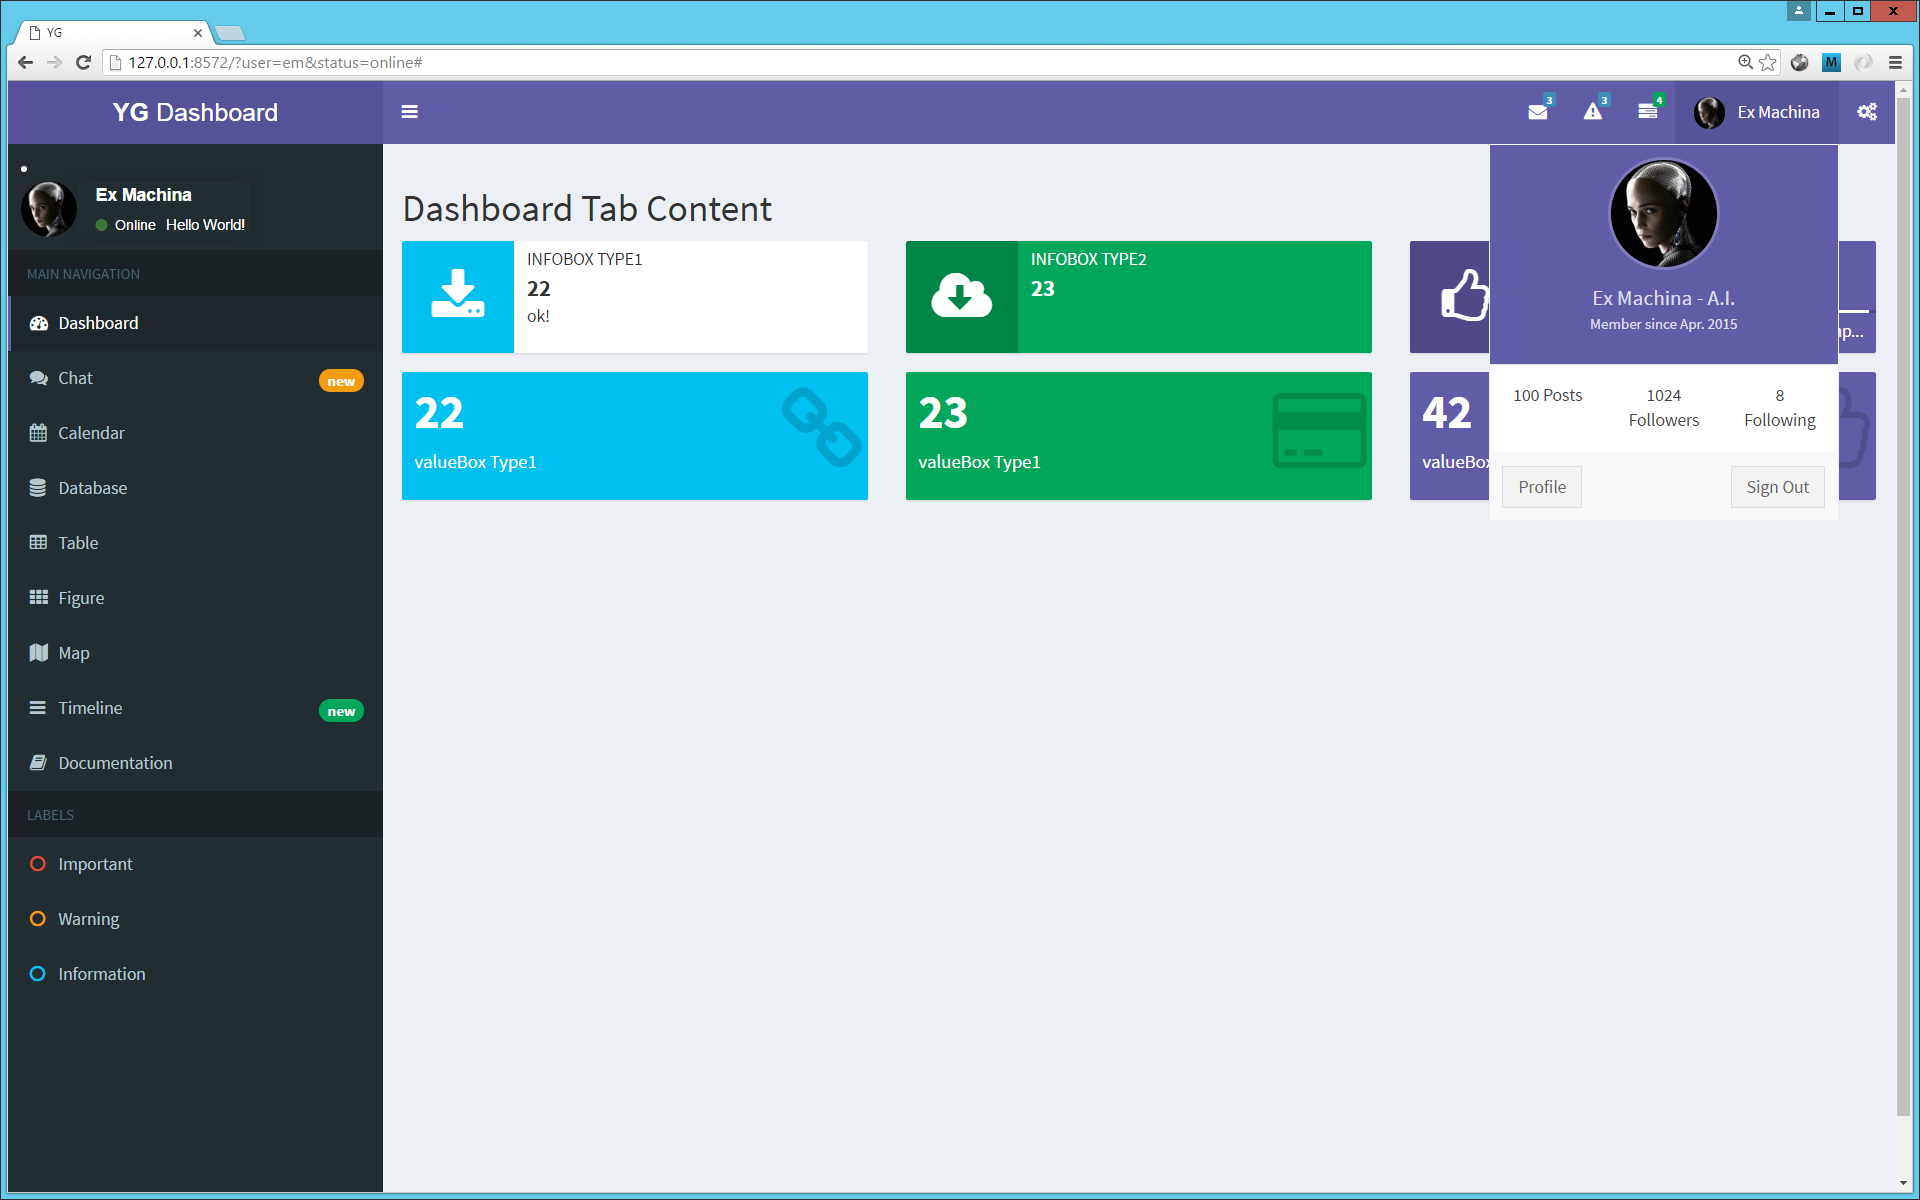 YG
127.0.0.1:8572/?user=em&status=online#
M
YG Dashboard
3
3
4
Ex Machina
Ex Machina
Online Hello World!
MAIN NAVIGATION
Dashboard
Chat
new
Calendar
Database
Table
Figure
Map
Timeline
new
Documentation
LABELS
Important
Warning
Information
Dashboard Tab Content
INFOBOX TYPE1
22
ok!
INFOBOX TYPE2
23
22
valueBox Type1
23
valueBox Type1
42
Ex Machina - A.I.
Member since Apr. 2015
100 Posts
1024
Followers
8
Following
Profile
Sign Out